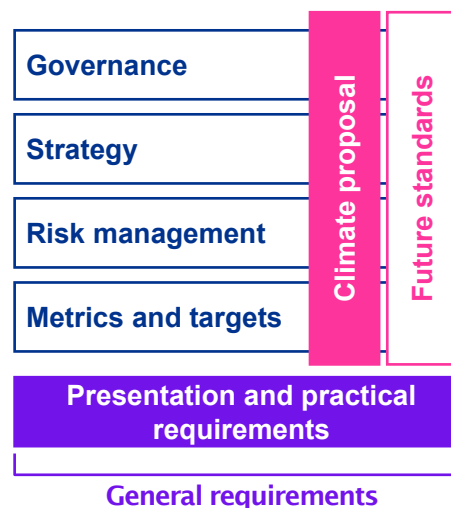 Governance
Strategy
Risk management
Metrics and targets
Climate proposal
Future standards
Presentation and practical
requirements
General requirements